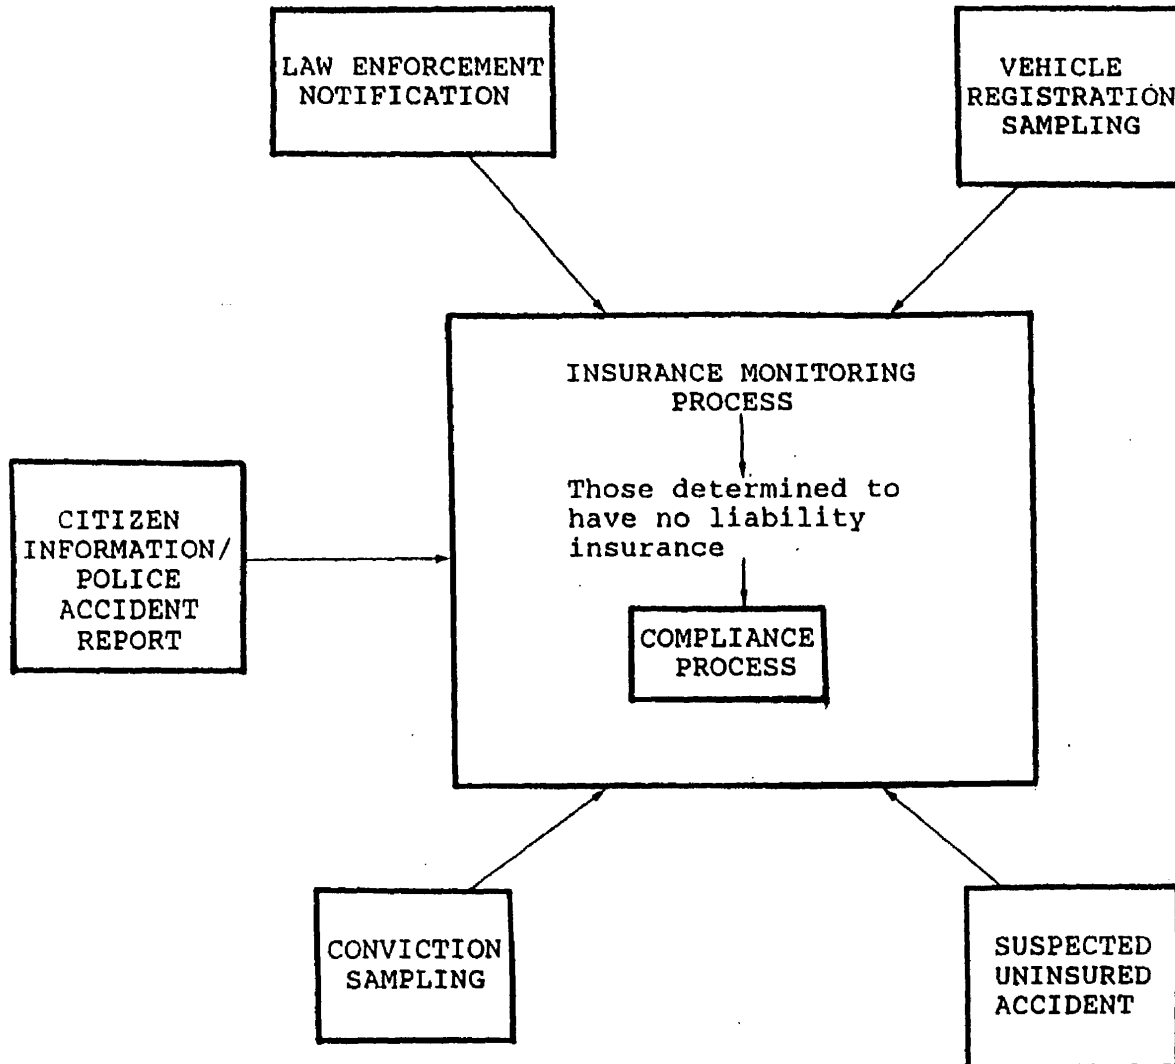 LAW ENFORCEMENT
NOTIFICATION
VEHICLE
REGISTRATION
SAMPLING
INSURANCE MONITORING
PROCESS
Those determined to
have no liability
insurance
COMPLIANCE
PROCESS
CITIZEN
INFORMATION/
POLICE
ACCIDENT
REPORT
CONVICTION
SAMPLING
SUSPECTED
UNINSURED
ACCIDENT